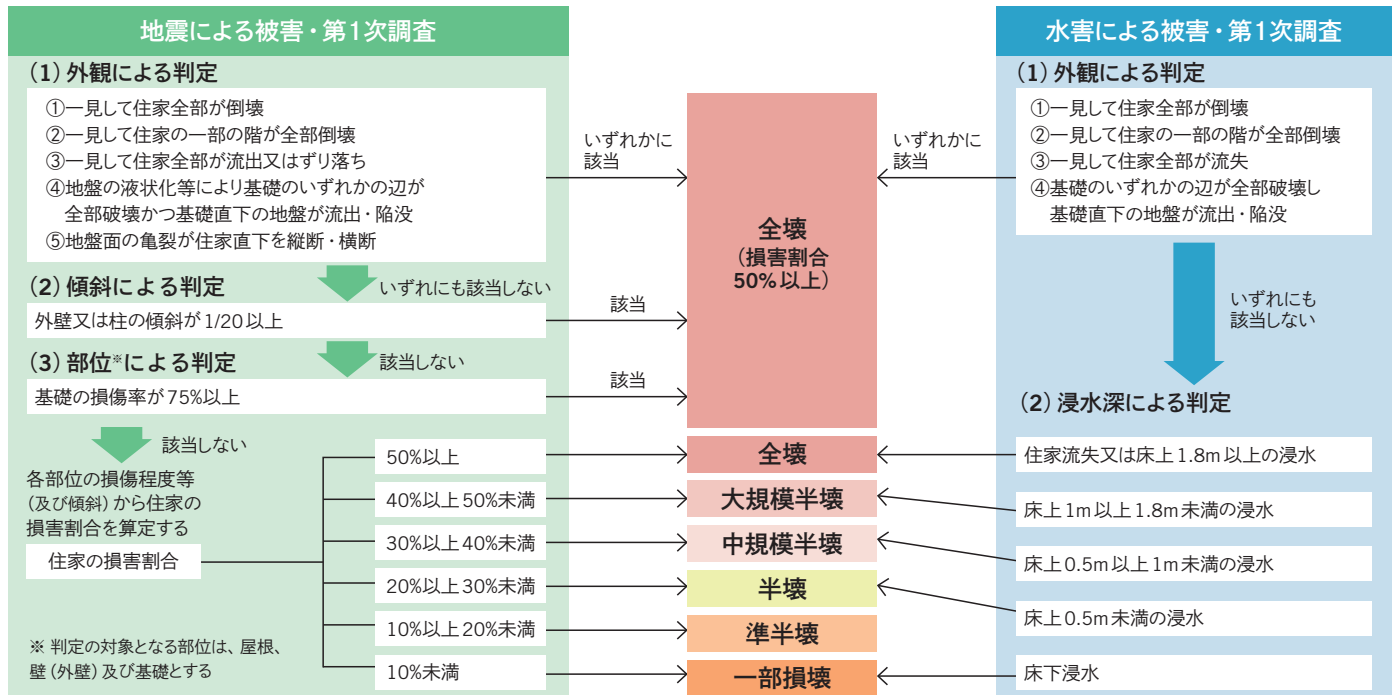 地震による被害・第1次調査
(1)外観による判定
①一見して住家全部が倒壊
②一見して住家の一部の階が全部倒壊
③一見して住家全部が流出又はずり落ち
④地盤の液状化等により基礎のいずれかの辺が
全部破壊かつ基礎直下の地盤が流出・陥没
⑤地盤面の亀裂が住家直下を縦断・横断
いずれにも該当しない
(2)傾斜による判定
外壁又は柱の傾斜が1/20以上
該当しない
(3)部位※による判定
基礎の損傷率が75%以上
該当しない
各部位の損傷程度等
(及び傾斜)から住家の
損害割合を算定する
住家の損害割合
50%以上
40%以上50%未満
30%以上40%未満
20%以上30%未満
10%以上20%未満
10%未満
※ 判定の対象となる部位は、屋根、
壁(外壁)及び基礎とする
いずれかに
該当
該当
該当
全壊
(損害割合
50%以上)
全壊
大規模半壊
中規模半壊
半壊
準半壊
一部損壊
いずれかに
該当
水害による被害・第1次調査
(1)外観による判定
①一見して住家全部が倒壊
②一見して住家の一部の階が全部倒壊
③一見して住家全部が流失
④基礎のいずれかの辺が全部破壊し
基礎直下の地盤が流出・陥没
いずれにも
該当しない
(2)浸水深による判定
住家流失又は床上1.8m以上の浸水
床上1m以上1.8m未満の浸水
床上0.5m以上1m未満の浸水
床上0.5m未満の浸水
床下浸水